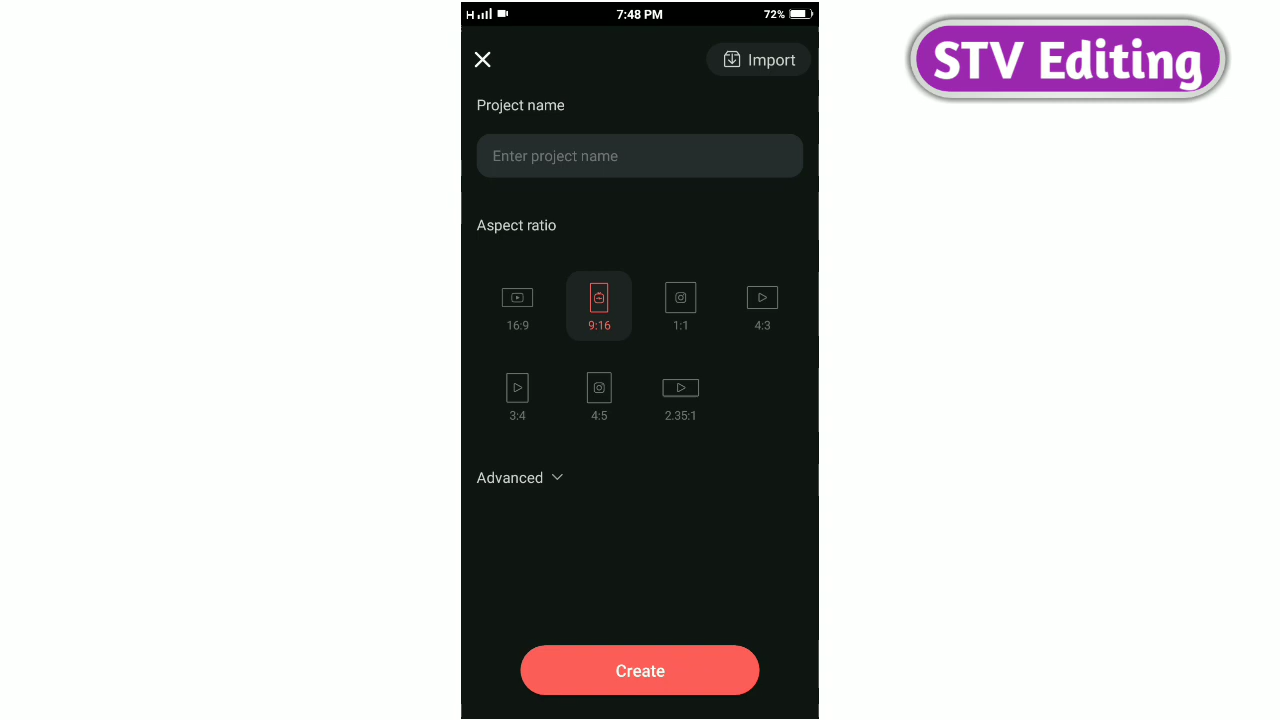 H 7:48 PM 72%
STV Editing
Import
Project name
Enter project name
Aspect ratio
16:9 9:16 1:1 4:3
3:4 4:5 2.35:1
Advanced
Create